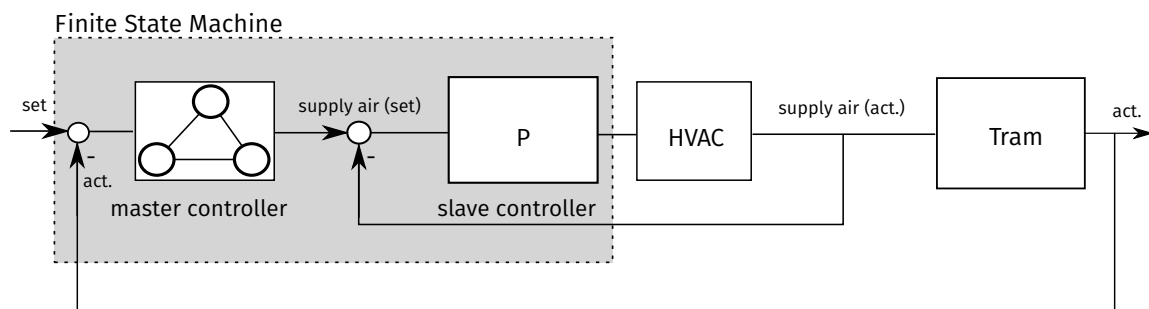 Finite State Machine
set
supply air (set)
supply air (act.)
act.
P
HVAC
Tram
-
-
act.
master controller
slave controller